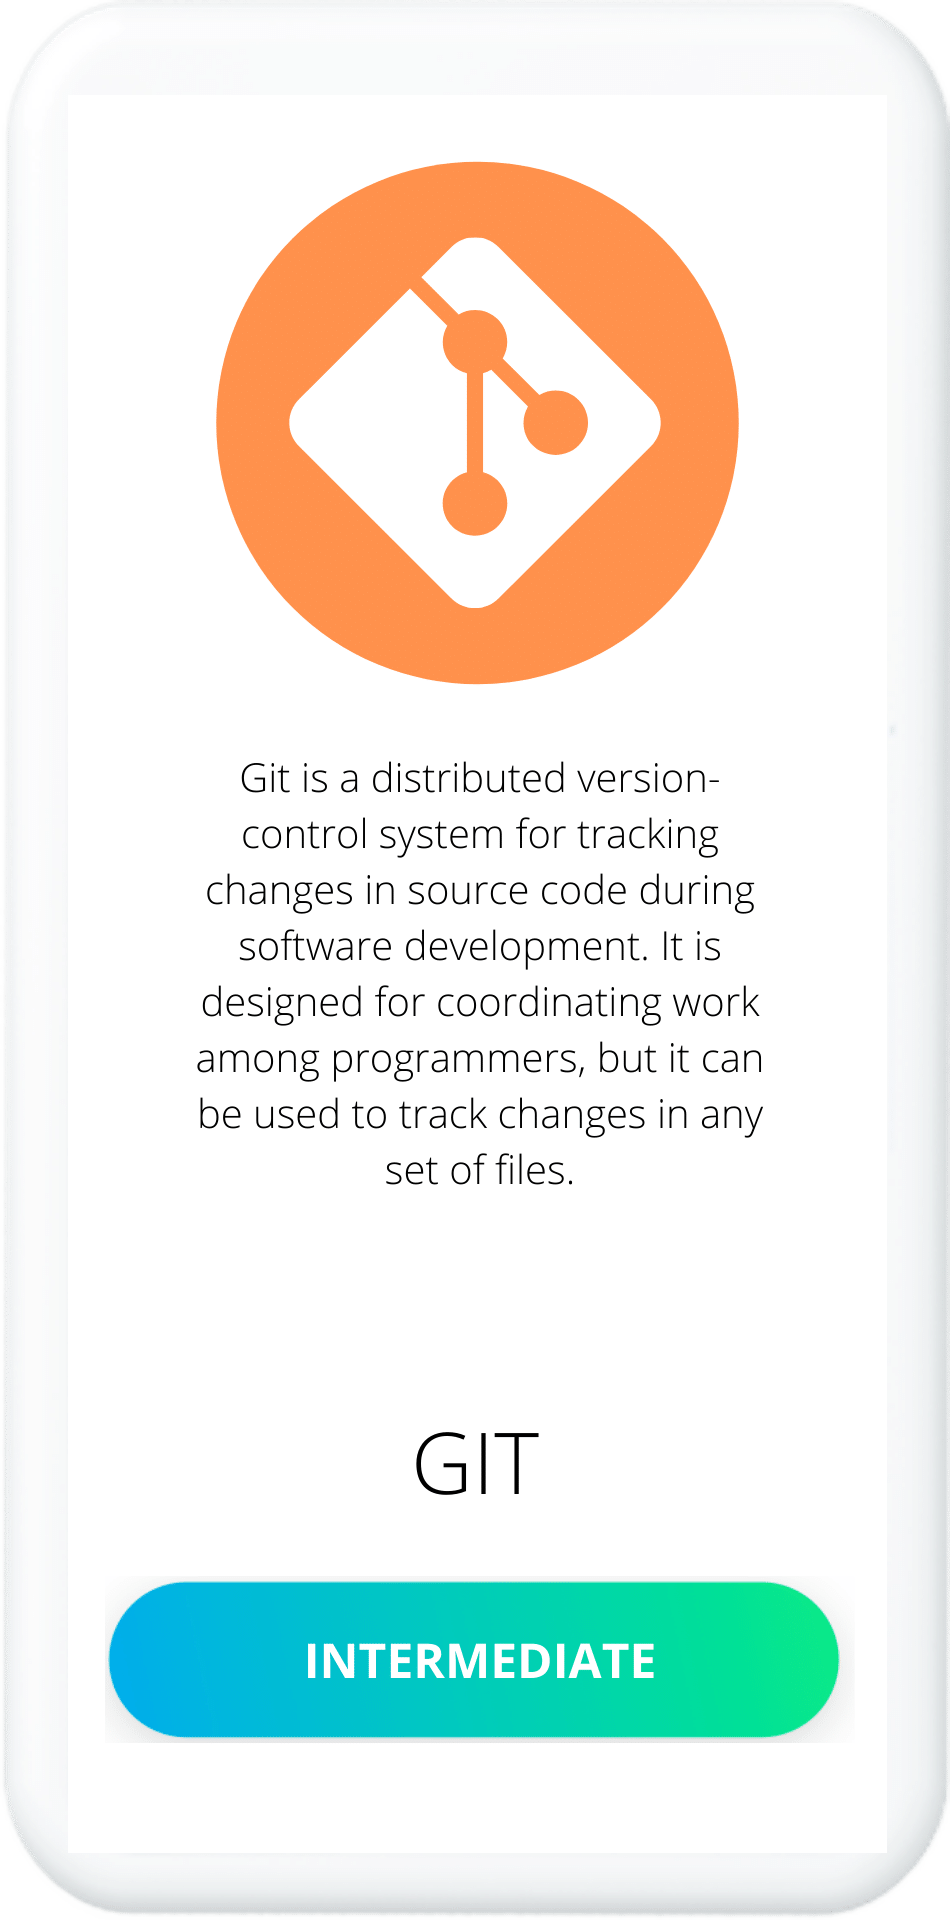 Git is a distributed version-
control system for tracking
changes in source code during
software development. It is
designed for coordinating work
among programmers, but it can
be used to track changes in any
set of files.
GIT
INTERMEDIATE